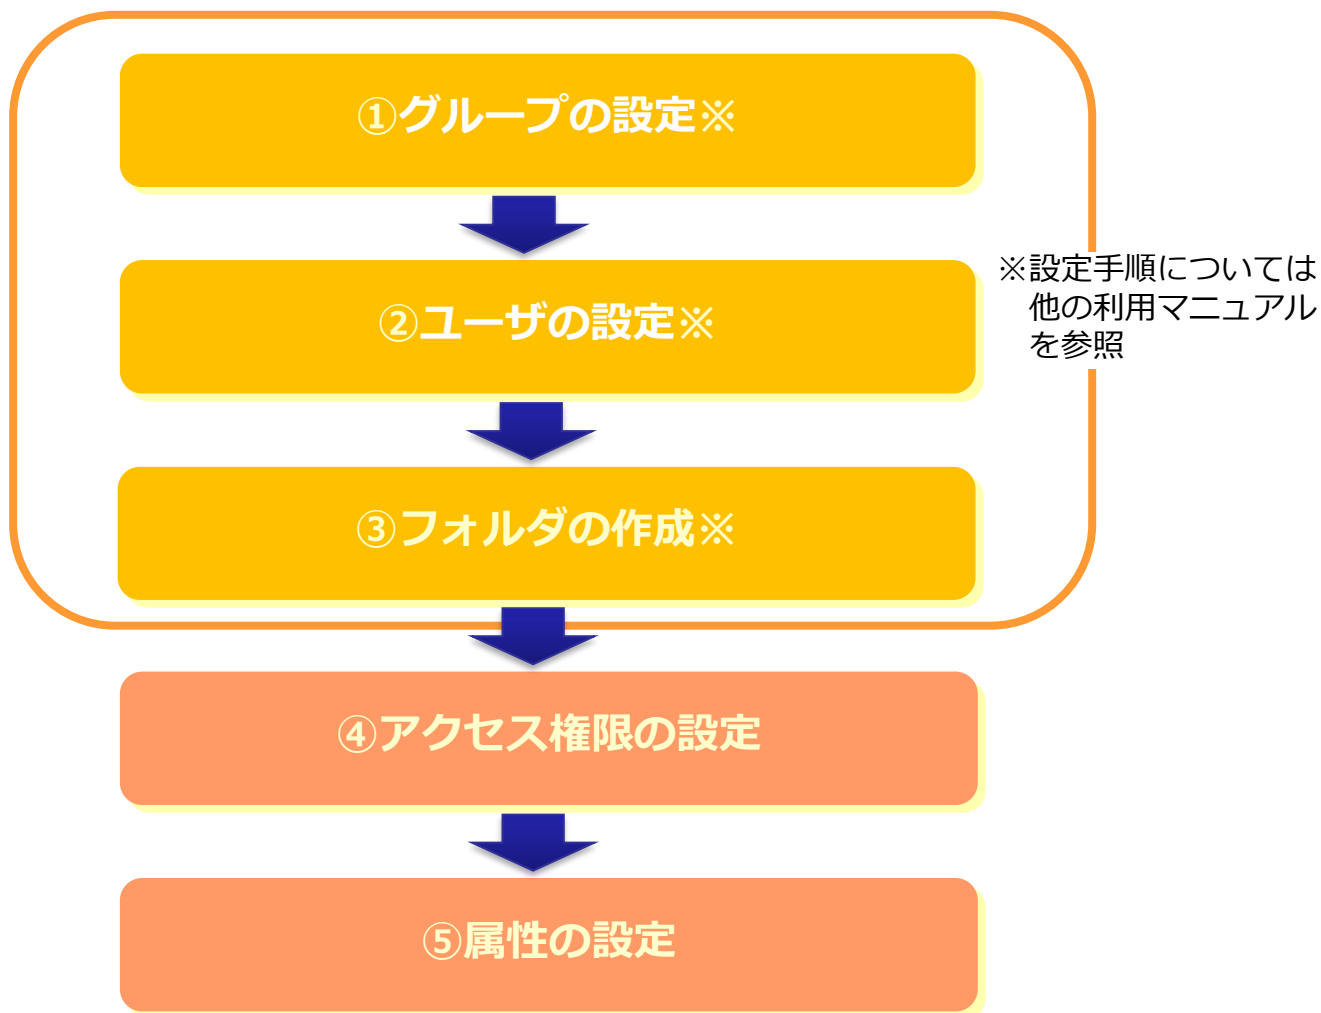 ①グループの設定※
②ユーザの設定※
※設定手順については
他の利用マニュアル
を参照
③フォルダの作成※
④アクセス権限の設定
⑤属性の設定